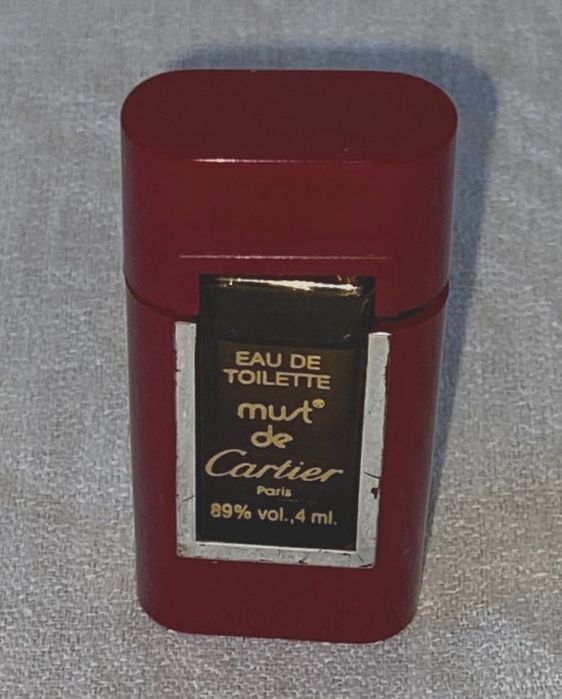 EAU DE
TOILETTE
must®
de
Cartier
Paris
89% vol.,4 ml.